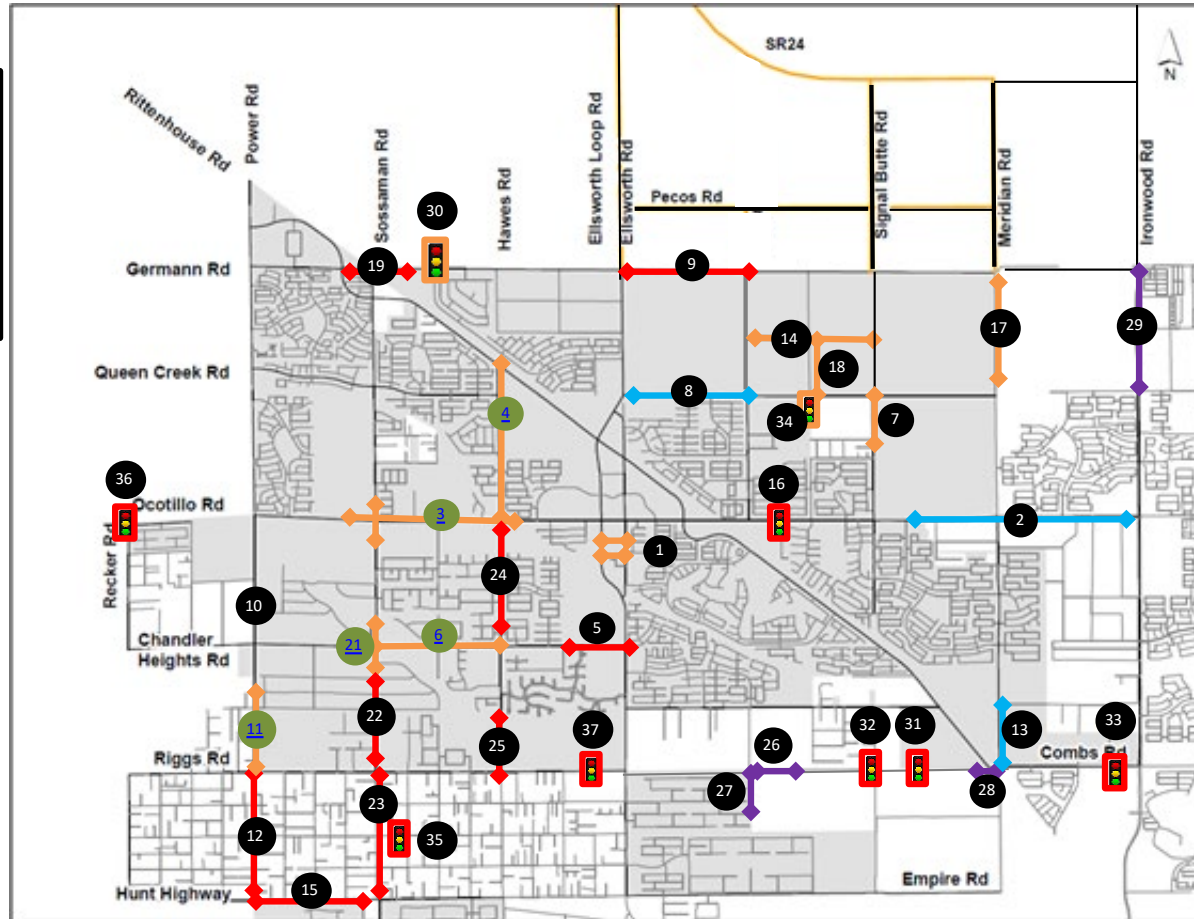 SR24
N
Rittenhouse Rd
Power Rd
Sossaman Rd
Hawes Rd
Ellsworth Loop Rd
Ellsworth Rd
Signal Butte Rd
Meridian Rd
Ironwood Rd
Pecos Rd
30
Germann Rd
19
9
17
29
14
18
Queen Creek Rd
8
4
34
7
36
16
Ocotillo Rd
3
2
Recker Rd
1
24
10
Chandler
Heights Rd
21
6
5
22
11
25
37
26
32
31
13
33
Riggs Rd
Combs Rd
27
28
23
12
35
Hunt Highway
15
Empire Rd